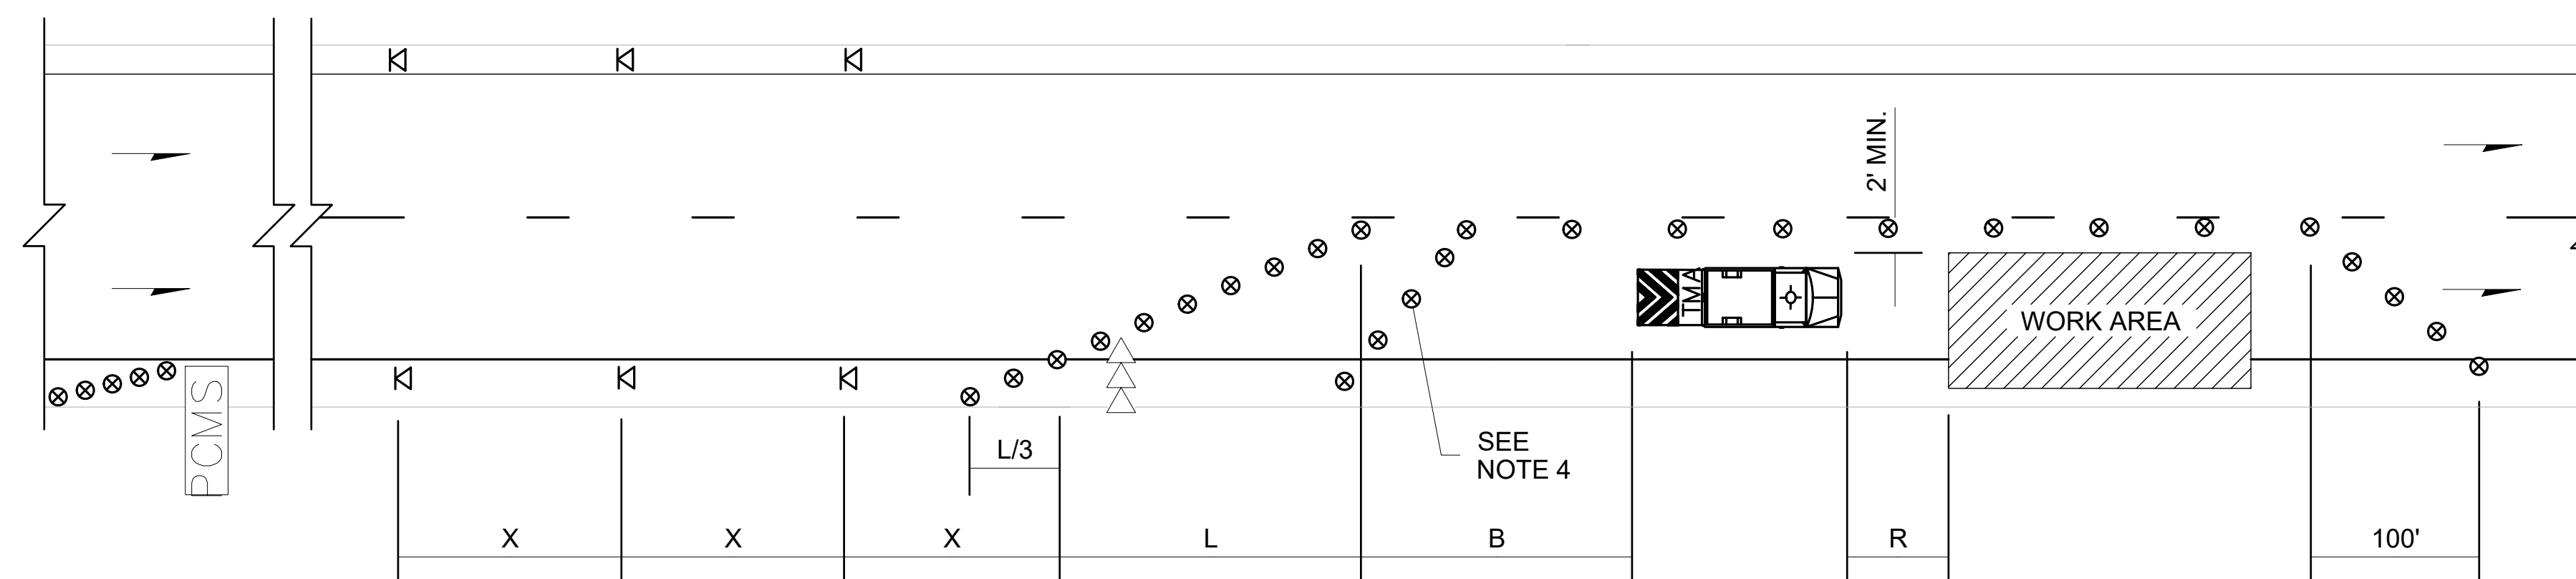 2' MIN.
TMA
WORK AREA
PCMS
L/3
SEE
NOTE 4
X
X
X
L
B
R
100'